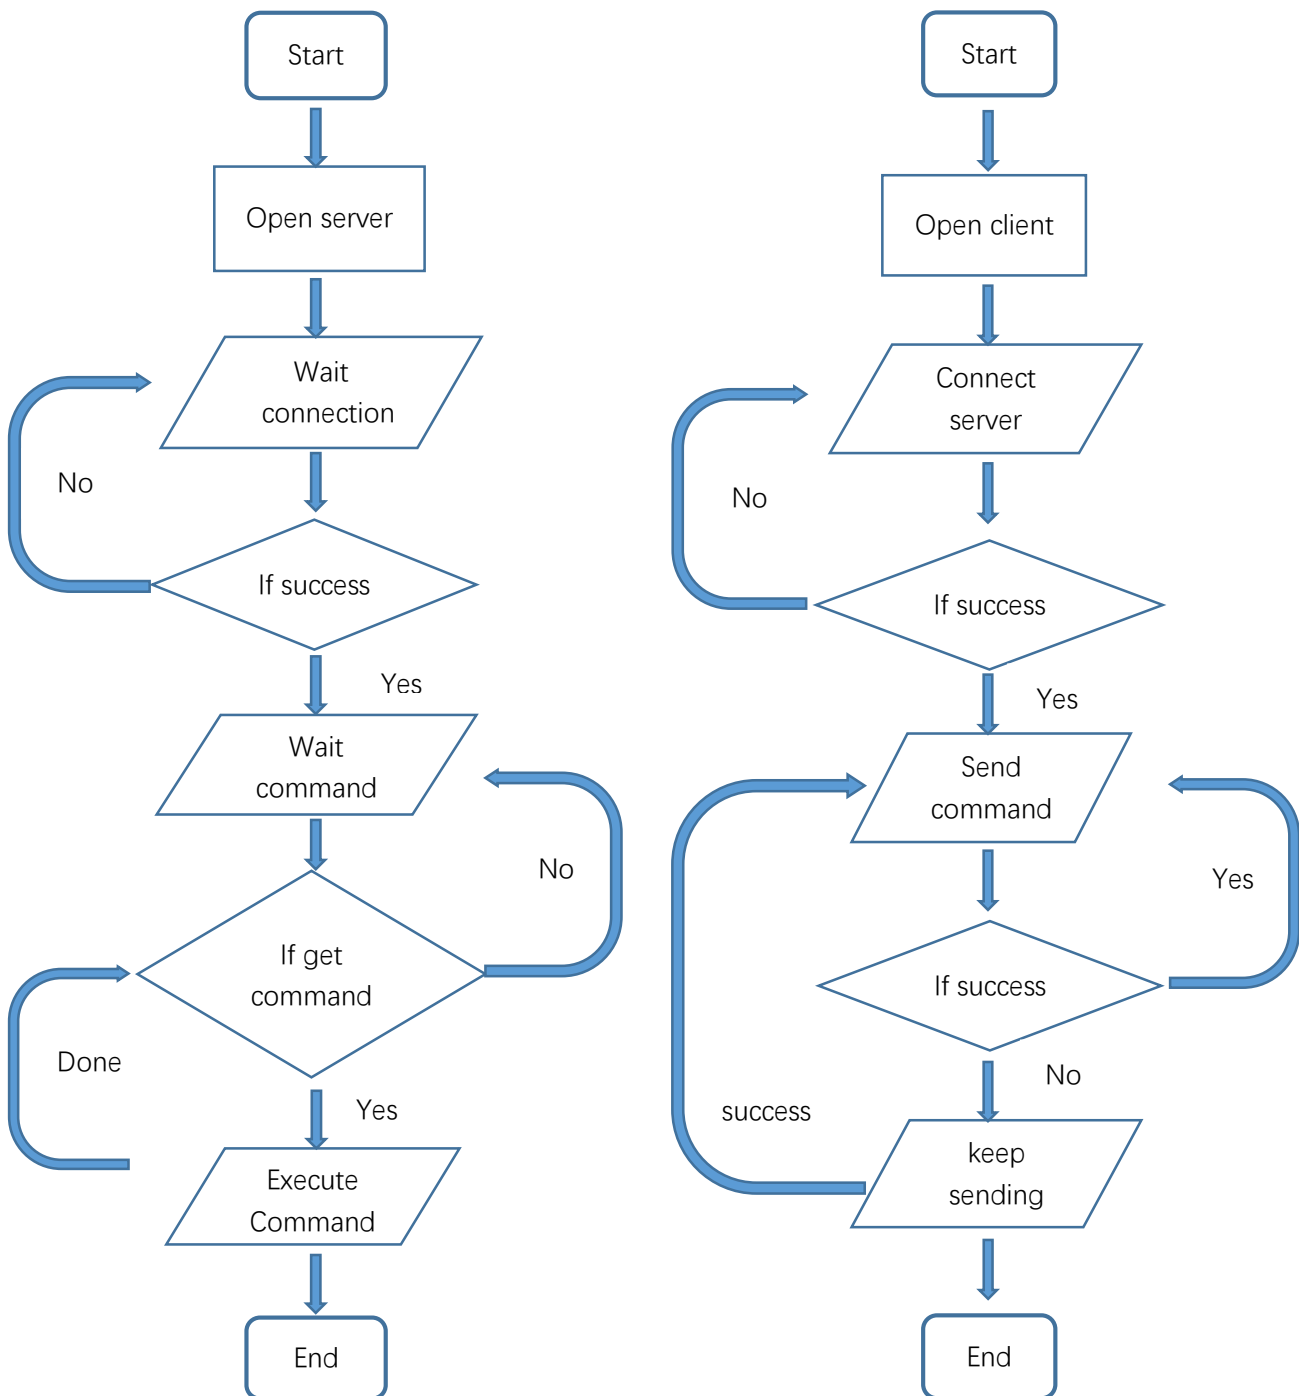 Start
Open server
Wait
connection
No
If success
Yes
Wait
command
No
If get
command
Done
Yes
Execute
Command
End
Start
Open client
Connect
server
No
If success
Yes
Send
command
Yes
If success
No
success
keep
sending
End